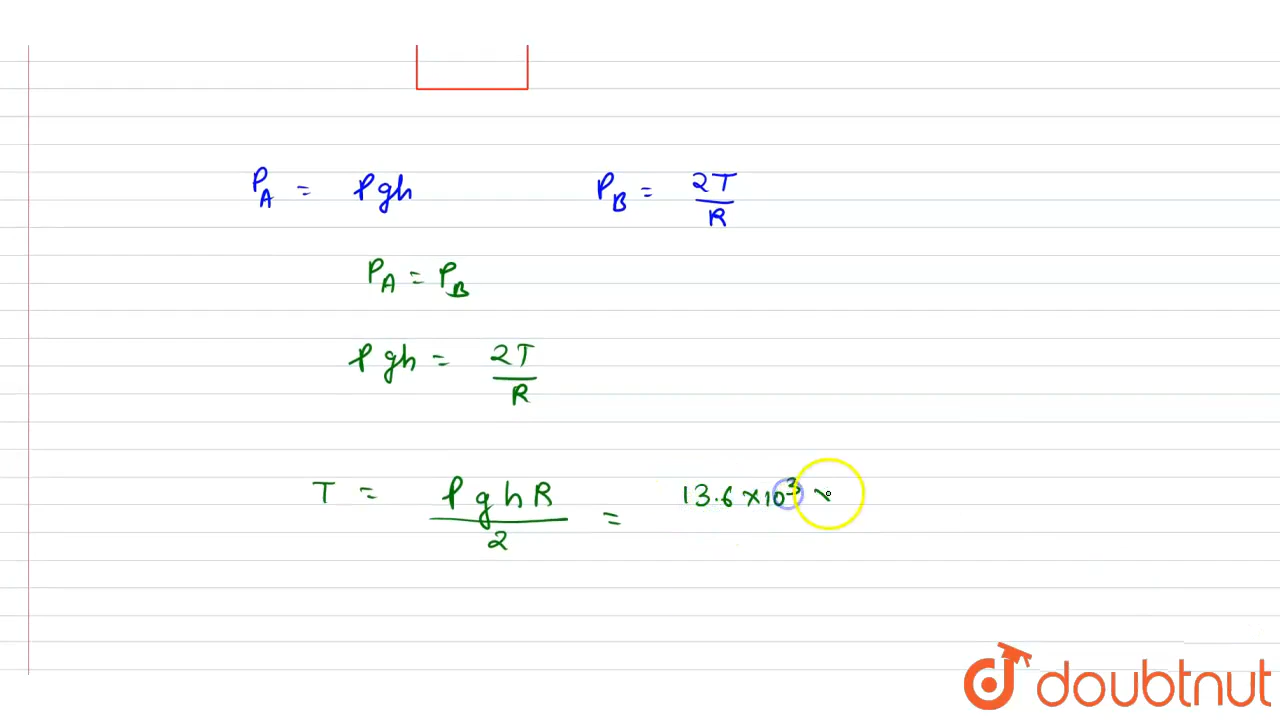 P_A = ρgh P_B = 2T/R
P_A = P_B
ρgh = 2T/R
T = ρghR/2 = 13.6 × 10³ ×
doubtnut